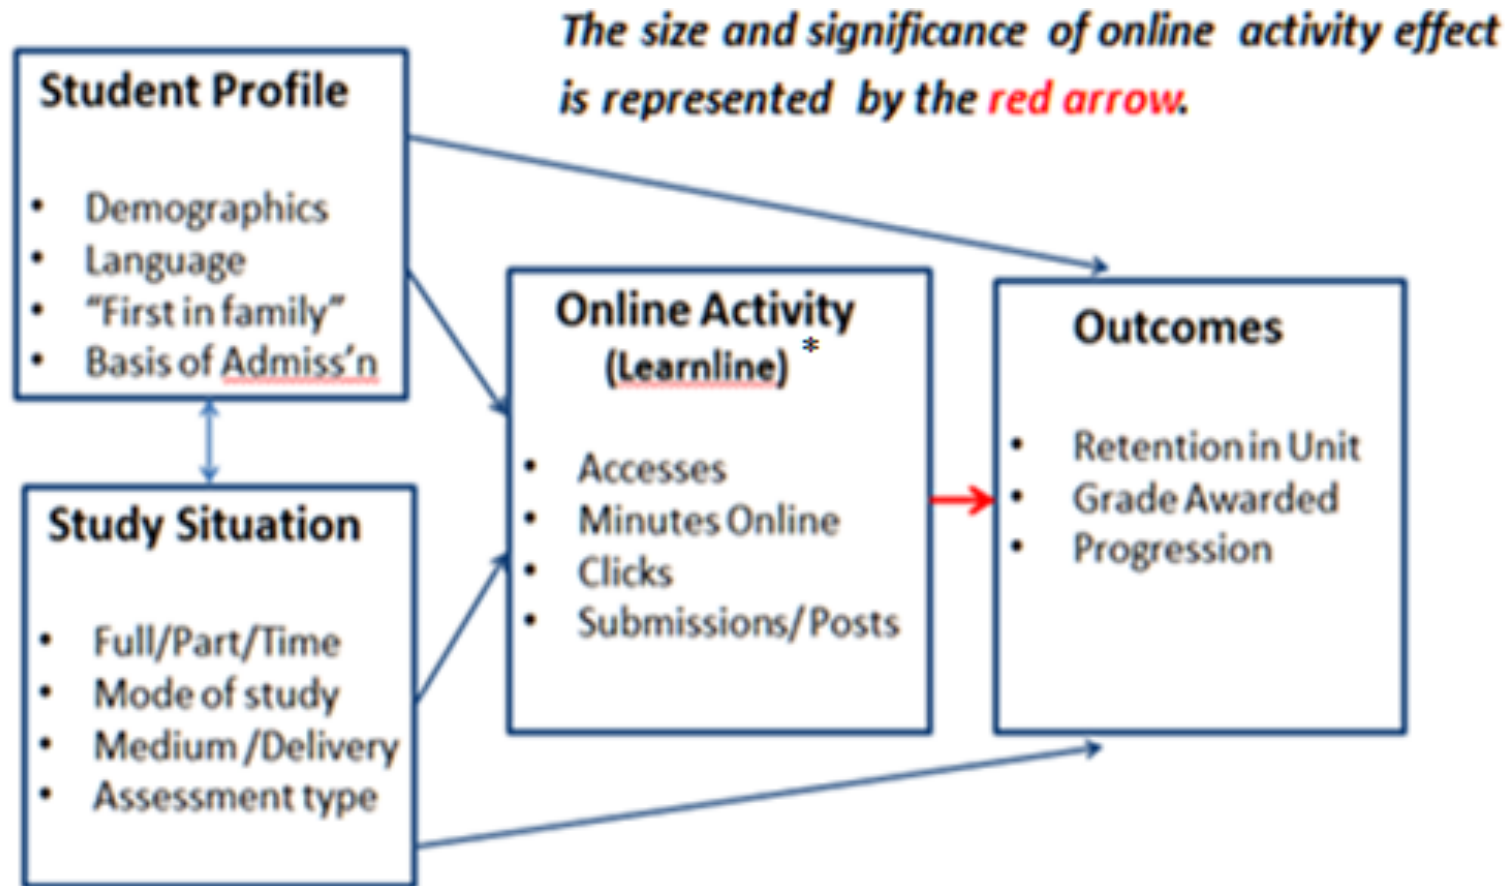 The size and significance of online activity effect
is represented by the red arrow.
Student Profile
• Demographics
• Language
• “First in family”
• Basis of Admiss’n
Study Situation
• Full/Part/Time
• Mode of study
• Medium /Delivery
• Assessment type
Online Activity
(Learnline) *
• Accesses
• Minutes Online
• Clicks
• Submissions/ Posts
Outcomes
• Retention in Unit
• Grade Awarded
• Progression